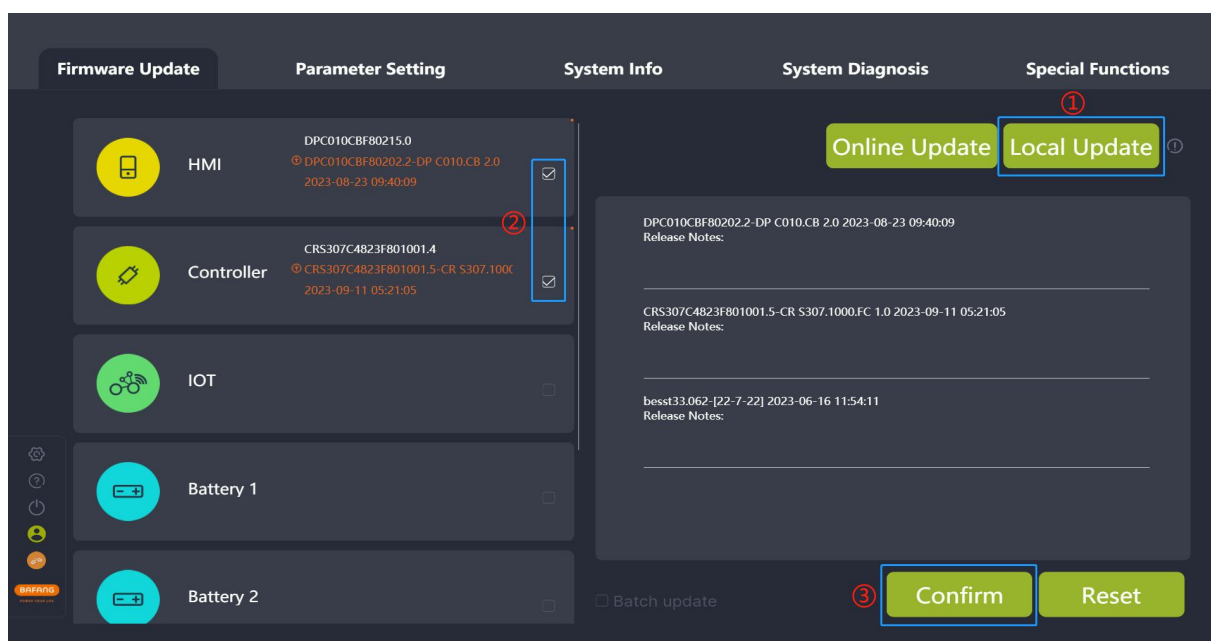 Firmware Update
Parameter Setting
System Info
System Diagnosis
Special Functions
①
Online Update
Local Update
HMI
DPC010CBF80215.0
DPC010CBF80202.2-DP C010.CB 2.0
2023-08-23 09:40:09
②
Controller
CRS307C4823F801001.4
CRS307C4823F801001.5-CR S307.100(
2023-09-11 05:21:05
IOT
Battery 1
Battery 2
DPC010CBF80202.2-DP C010.CB 2.0 2023-08-23 09:40:09
Release Notes:
CRS307C4823F801001.5-CR S307.1000.FC 1.0 2023-09-11 05:21:05
Release Notes:
besst33.062-[22-7-22] 2023-06-16 11:54:11
Release Notes:
BAFANG
Batch update
③
Confirm
Reset